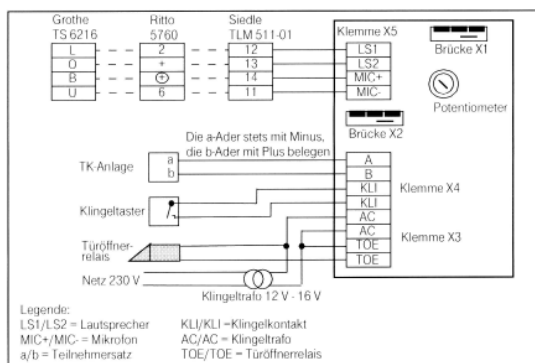 Grothe Ritto Siedle
TS 6216 5760 TLM 511-01 Klemme X5
L 2 12 LS1 Brücke X1
O + 13 LS2
B + 14 MIC+
U 6 11 MIC-
Potentiometer
Brücke X2
Die a-Ader stets mit Minus,
die b-Ader mit Plus belegen
TK-Anlage a A
b B
KLI Klemme X4
Klingeltaster KLI
AC
AC Klemme X3
Türöffner- TOE
relais TOE
Netz 230 V
Klingeltrafo 12 V - 16 V
Legende:
LS1/LS2 = Lautsprecher KLI/KLI =Klingelkontakt
MIC+/MIC- = Mikrofon AC/AC = Klingeltrafo
a/b = Teilnehmersatz TOE/TOE = Türöffnerrelais